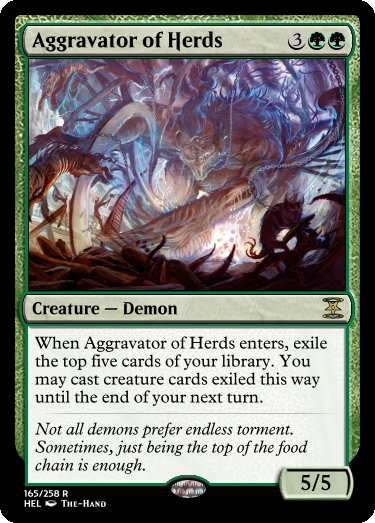 Aggravator of Herds 3
Creature — Demon
When Aggravator of Herds enters, exile
the top five cards of your library. You
may cast creature cards exiled this way
until the end of your next turn.
Not all demons prefer endless torment.
Sometimes, just being the top of the food
chain is enough.
5/5
165/258 R
HEL The-Hand